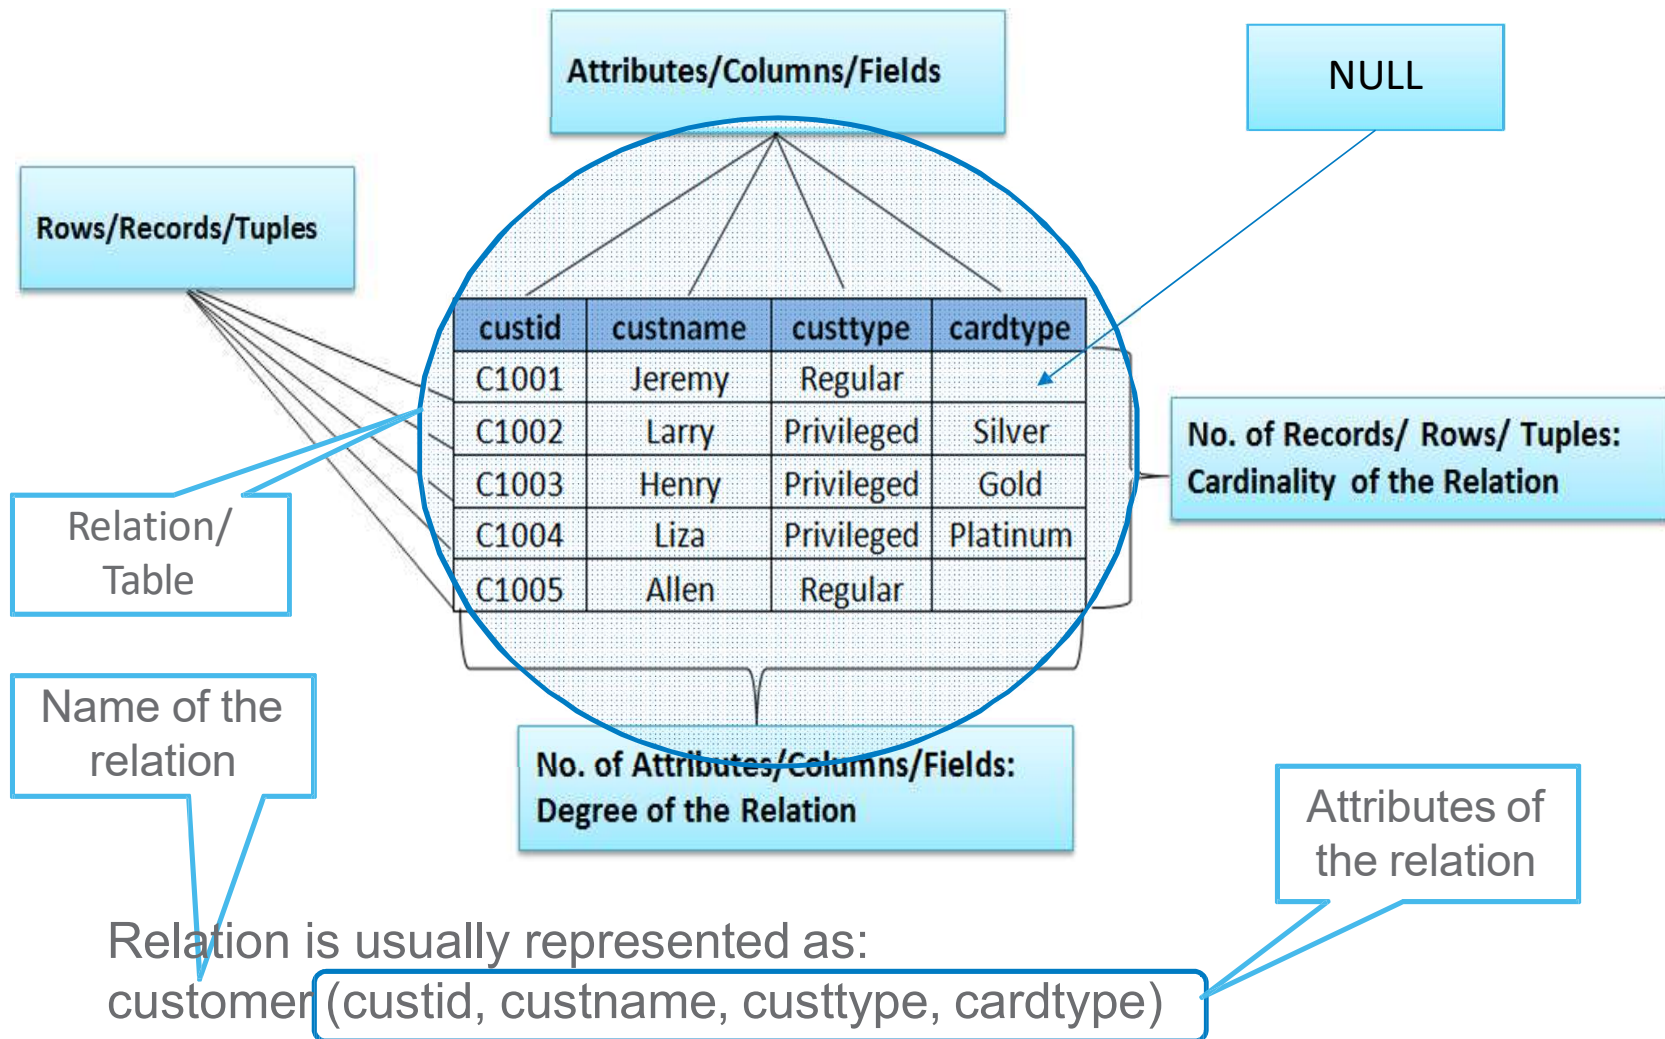 Attributes/Columns/Fields
NULL
Rows/Records/Tuples
custid custname custtype cardtype
C1001 Jeremy Regular
C1002 Larry Privileged Silver
C1003 Henry Privileged Gold
C1004 Liza Privileged Platinum
C1005 Allen Regular
No. of Records/ Rows/ Tuples:
Cardinality of the Relation
Relation/
Table
Name of the
relation
No. of Attributes/Columns/Fields:
Degree of the Relation
Attributes of
the relation
Relation is usually represented as:
customer (custid, custname, custtype, cardtype)